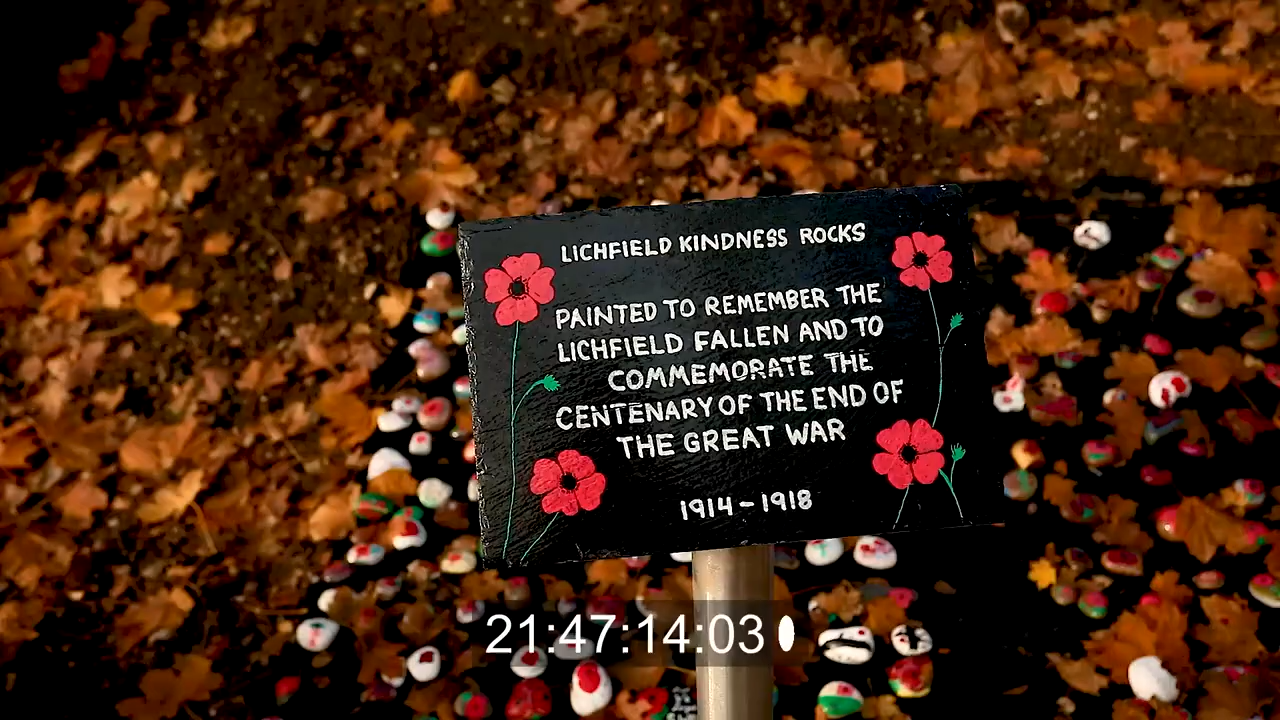 LICHFIELD KINDNESS ROCKS
PAINTED TO REMEMBER THE
LICHFIELD FALLEN AND TO
COMMEMORATE THE
CENTENARY OF THE END OF
THE GREAT WAR
1914-1918
21:47:14:03